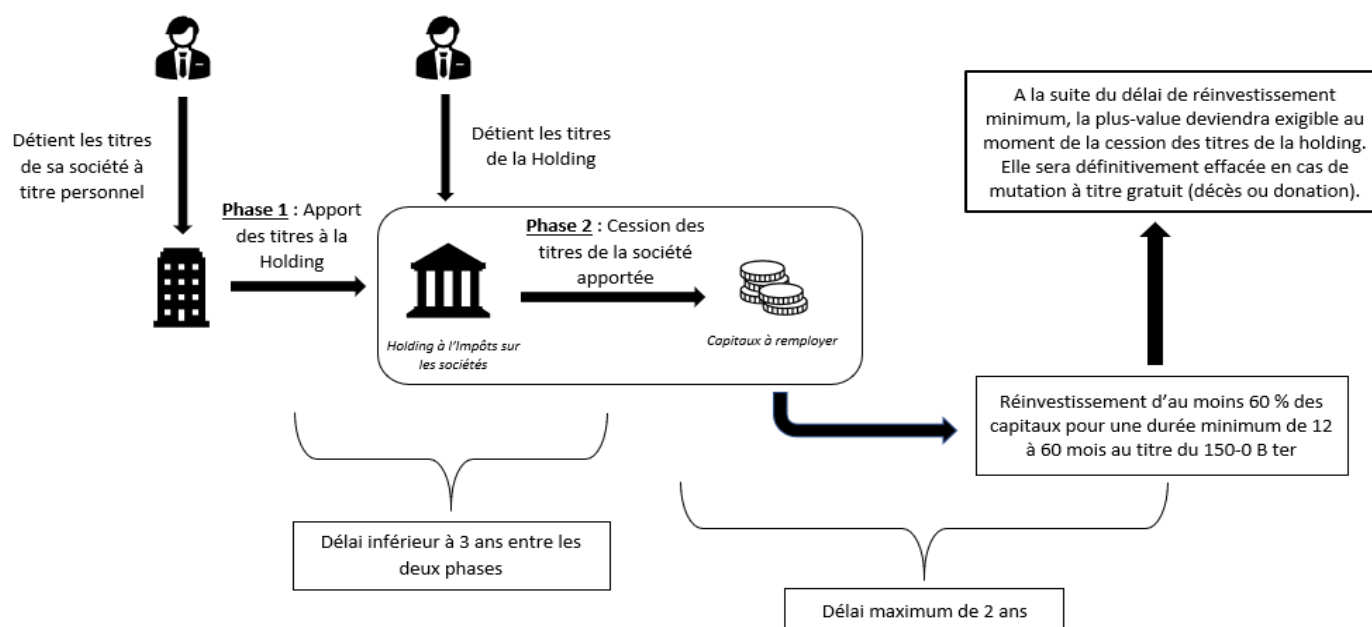 Détient les titres
de sa société à
titre personnel
Détient les titres
de la Holding
Phase 1 : Apport
des titres à la
Holding
Phase 2 : Cession des
titres de la société
apportée
Holding à l'Impôts sur
les sociétés
Capitaux à remployer
A la suite du délai de réinvestissement
minimum, la plus-value deviendra exigible au
moment de la cession des titres de la holding.
Elle sera définitivement effacée en cas de
mutation à titre gratuit (décès ou donation).
Réinvestissement d'au moins 60 % des
capitaux pour une durée minimum de 12
à 60 mois au titre du 150-0 B ter
Délai inférieur à 3 ans entre les
deux phases
Délai maximum de 2 ans